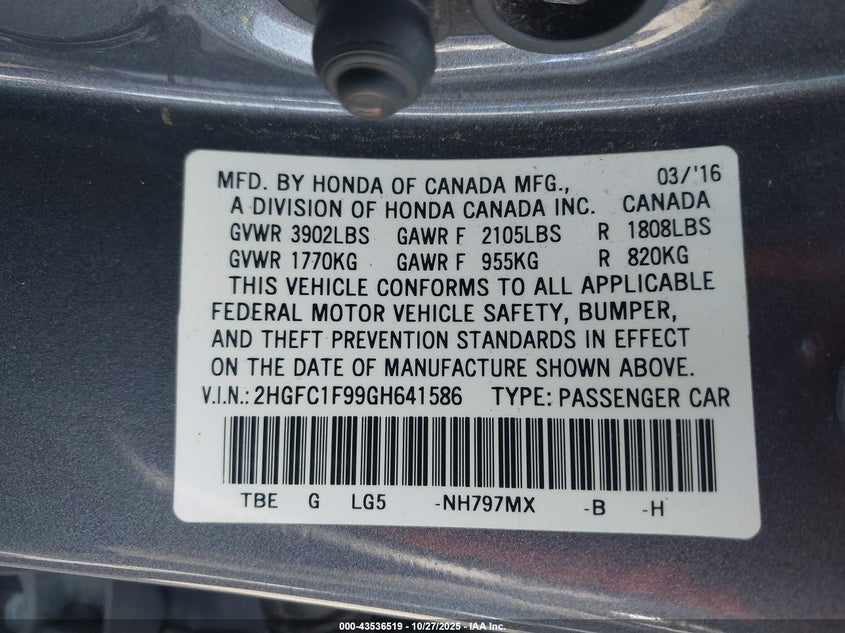 MFD. BY HONDA OF CANADA MFG., 03/'16
A DIVISION OF HONDA CANADA INC. CANADA
GVWR 3902LBS GAWR F 2105LBS R 1808LBS
GVWR 1770KG GAWR F 955KG R 820KG
THIS VEHICLE CONFORMS TO ALL APPLICABLE
FEDERAL MOTOR VEHICLE SAFETY, BUMPER,
AND THEFT PREVENTION STANDARDS IN EFFECT
ON THE DATE OF MANUFACTURE SHOWN ABOVE.
V.I.N.: 2HGFC1F99GH641586 TYPE: PASSENGER CAR
TBE G LG5 -NH797MX -B -H
000-43536519 - 10/27/2025 - © IAA, Inc.